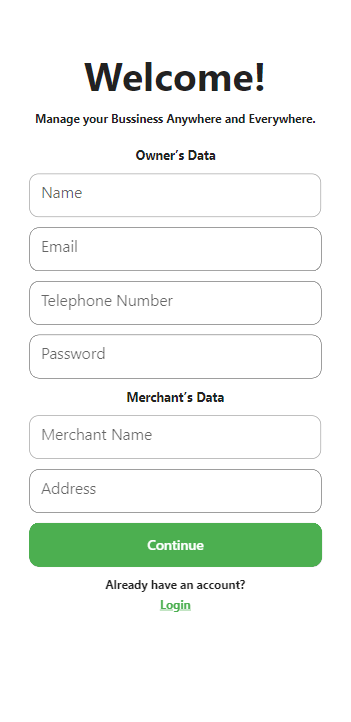 Welcome!
Manage your Bussiness Anywhere and Everywhere.
Owner's Data
Name
Email
Telephone Number
Password
Merchant's Data
Merchant Name
Address
Continue
Already have an account?
Login